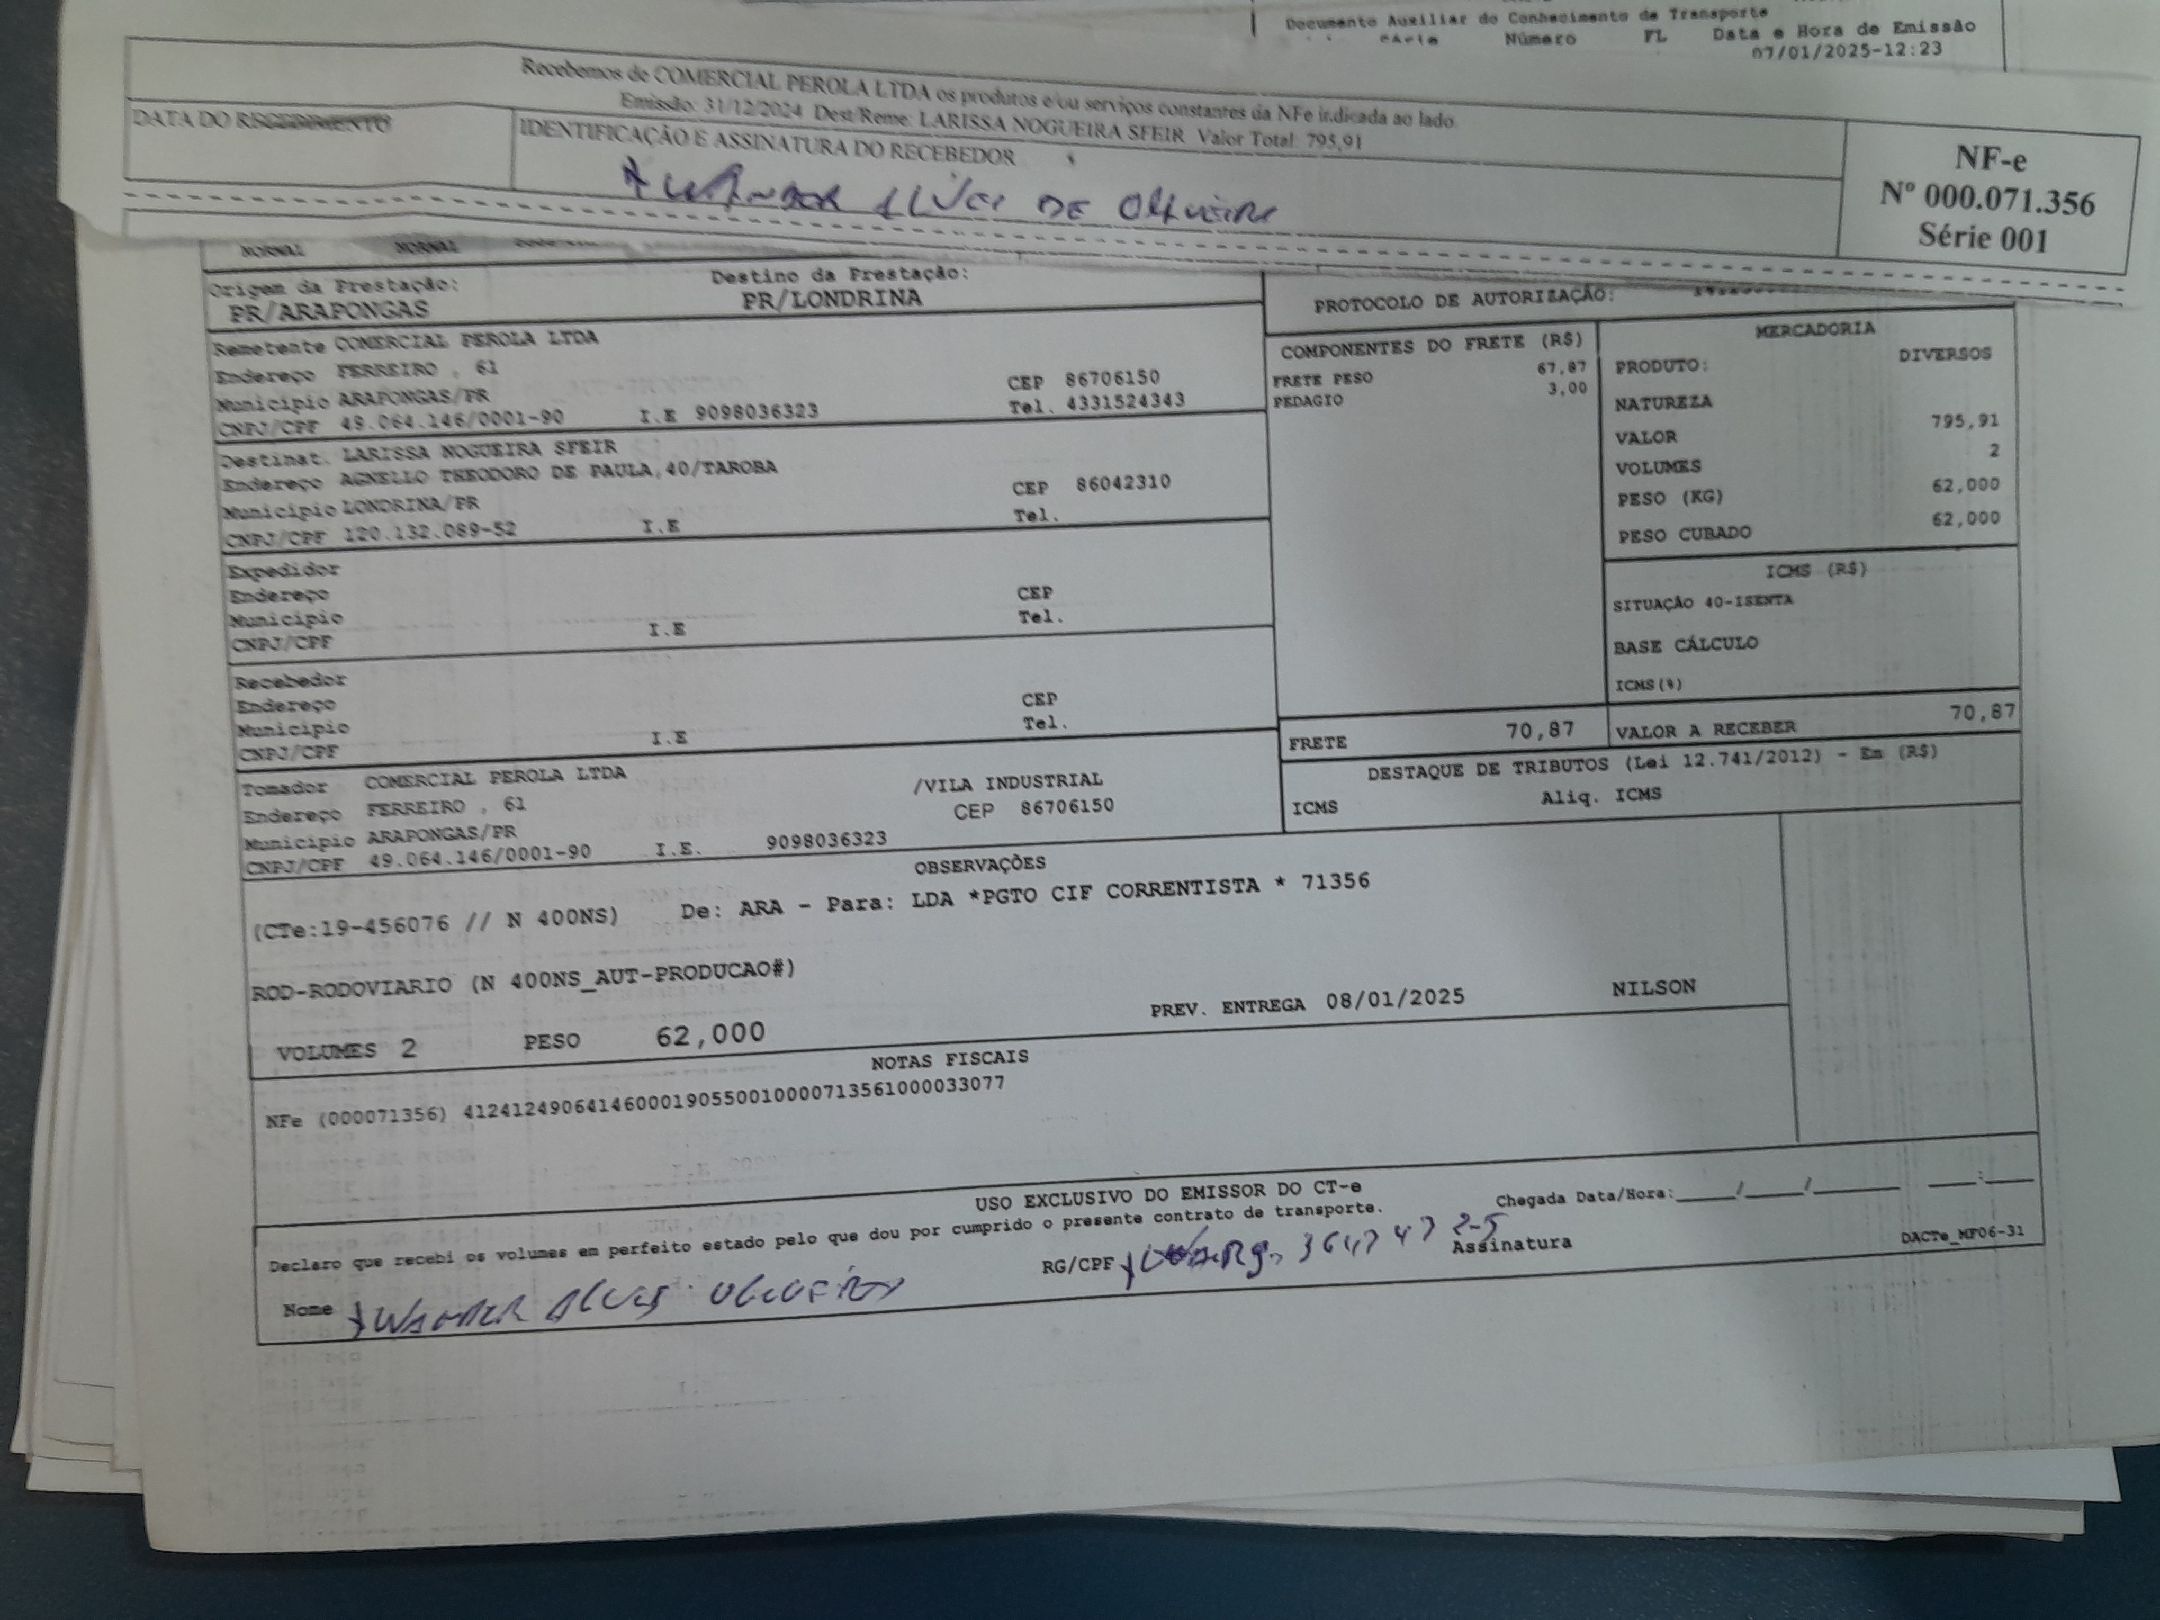 Documento Auxiliar do Conhecimento de Transporte
Série Número FL Data e Hora de Emissão
07/01/2025-12:23
Recebemos de COMERCIAL PEROLA LTDA os produtos e/ou serviços constantes da NFe indicada ao lado.
Emissão: 31/12/2024 Dest/Reme: LARISSA NOGUEIRA SFEIR Valor Total: 795,91
DATA DO RECEBIMENTO
IDENTIFICAÇÃO E ASSINATURA DO RECEBEDOR
ALVES DE OLIVEIRA
NF-e
Nº 000.071.356
Série 001
NORMAL NORMAL
Origem da Prestação: Destino da Prestação:
PR/ARAPONGAS PR/LONDRINA
PROTOCOLO DE AUTORIZAÇÃO:
Remetente COMERCIAL PEROLA LTDA
Endereço FERREIRO , 61 CEP 86706150
Município ARAPONGAS/PR Tel. 4331524343
CNPJ/CPF 49.064.146/0001-90 I.E 9098036323
Destinat. LARISSA NOGUEIRA SFEIR
Endereço AGNELLO THEODORO DE PAULA,40/TAROBA
Município LONDRINA/PR CEP 86042310
CNPJ/CPF 120.132.089-52 I.E Tel.
Expedidor
Endereço CEP
Município Tel.
CNPJ/CPF I.E
Recebedor
Endereço CEP
Município Tel.
CNPJ/CPF I.E
Tomador COMERCIAL PEROLA LTDA /VILA INDUSTRIAL
Endereço FERREIRO , 61 CEP 86706150
Município ARAPONGAS/PR
CNPJ/CPF 49.064.146/0001-90 I.E. 9098036323
COMPONENTES DO FRETE (R$)
FRETE PESO 67,87
PEDAGIO 3,00
MERCADORIA
PRODUTO: DIVERSOS
NATUREZA
VALOR 795,91
VOLUMES 2
PESO (KG) 62,000
PESO CUBADO 62,000
ICMS (R$)
SITUAÇÃO 40-ISENTA
BASE CÁLCULO
ICMS(%)
FRETE 70,87 VALOR A RECEBER 70,87
DESTAQUE DE TRIBUTOS (Lei 12.741/2012) - Em (R$)
ICMS Aliq. ICMS
OBSERVAÇÕES
(CTe:19-456076 // N 400NS) De: ARA - Para: LDA *PGTO CIF CORRENTISTA * 71356
ROD-RODOVIARIO (N 400NS_AUT-PRODUCAO#)
VOLUMES 2 PESO 62,000 PREV. ENTREGA 08/01/2025 NILSON
NOTAS FISCAIS
NFe (000071356) 41241249064146000190550010000713561000033077
USO EXCLUSIVO DO EMISSOR DO CT-e
Declaro que recebi os volumes em perfeito estado pelo que dou por cumprido o presente contrato de transporte.
Chegada Data/Hora:____/____/______ ___:___
Nome ALVES OLIVEIRA RG/CPF Assinatura
DACTe_MF06-31